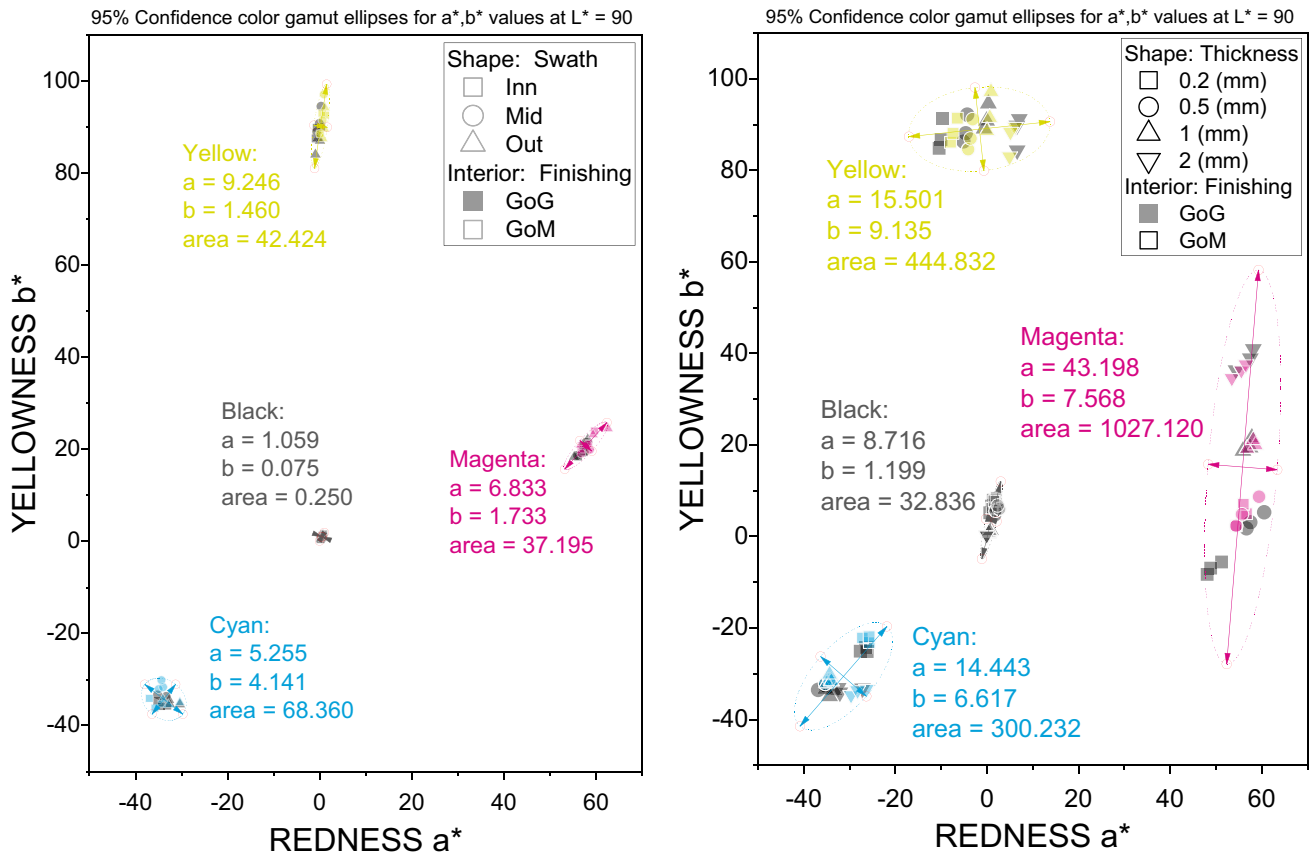 95% Confidence color gamut ellipses for a*,b* values at L* = 90
Shape: Swath
Inn
Mid
Out
Interior: Finishing
GoG
GoM
Yellow:
a = 9.246
b = 1.460
area = 42.424
Black:
a = 1.059
b = 0.075
area = 0.250
Magenta:
a = 6.833
b = 1.733
area = 37.195
Cyan:
a = 5.255
b = 4.141
area = 68.360
YELLOWNESS b*
100
80
60
40
20
0
-20
-40
-40
-20
0
20
40
60
REDNESS a*
95% Confidence color gamut ellipses for a*,b* values at L* = 90
Shape: Thickness
0.2 (mm)
0.5 (mm)
1 (mm)
2 (mm)
Interior: Finishing
GoG
GoM
Yellow:
a = 15.501
b = 9.135
area = 444.832
Magenta:
a = 43.198
b = 7.568
area = 1027.120
Black:
a = 8.716
b = 1.199
area = 32.836
Cyan:
a = 14.443
b = 6.617
area = 300.232
YELLOWNESS b*
100
80
60
40
20
0
-20
-40
-40
-20
0
20
40
60
REDNESS a*